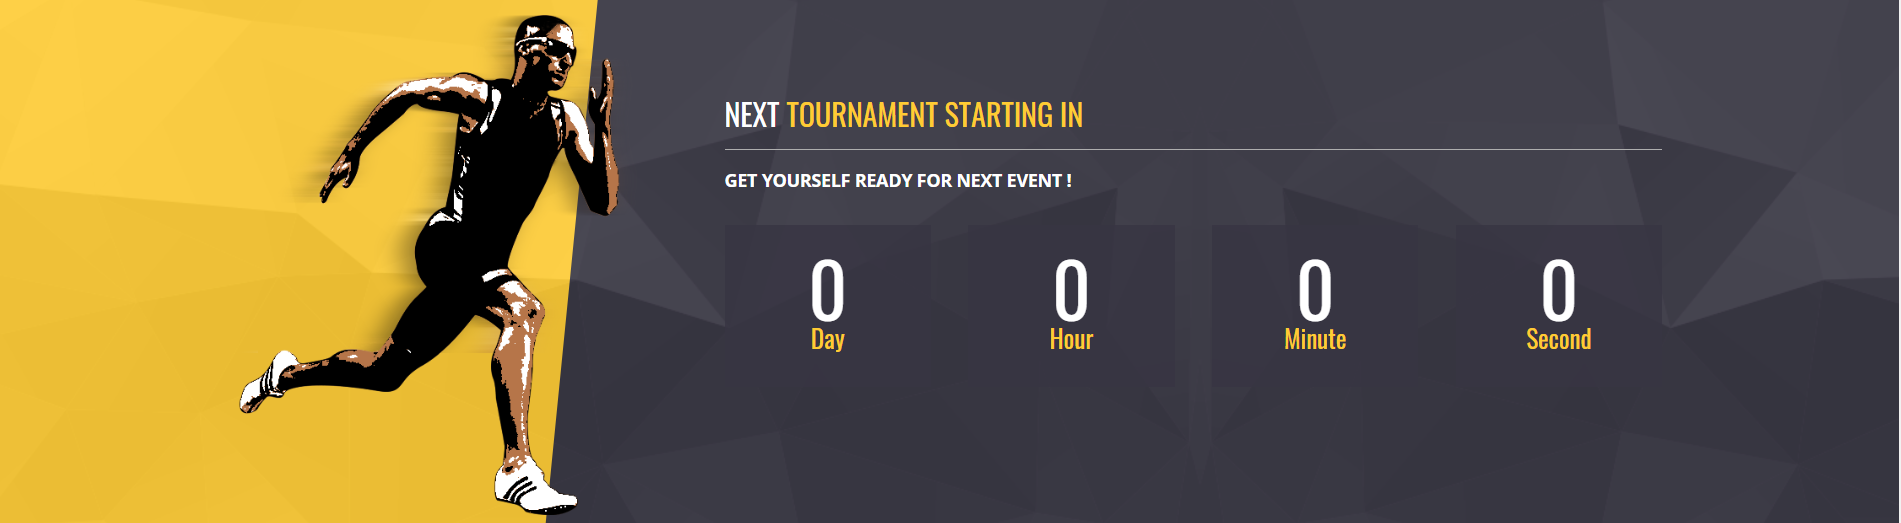 NEXT TOURNAMENT STARTING IN
GET YOURSELF READY FOR NEXT EVENT !
0 0 0 0
Day Hour Minute Second